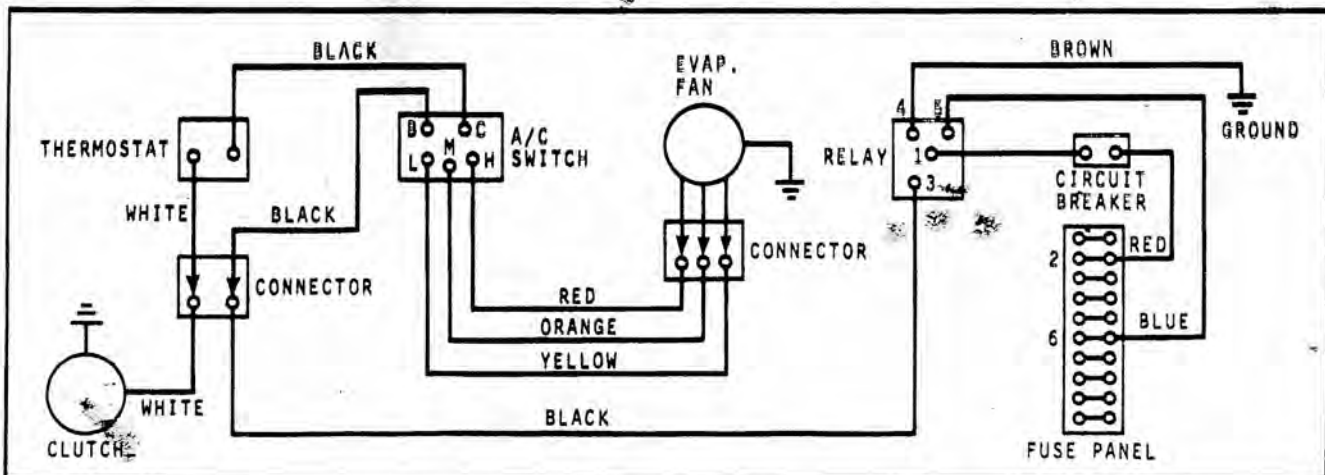 BLACK
THERMOSTAT
WHITE
BLACK
CONNECTOR
WHITE
CLUTCH
B C
M
L H
A/C
SWITCH
EVAP.
FAN
CONNECTOR
RED
ORANGE
YELLOW
BLACK
BROWN
4 5
RELAY 1
3
GROUND
CIRCUIT
BREAKER
2 RED
6 BLUE
FUSE PANEL